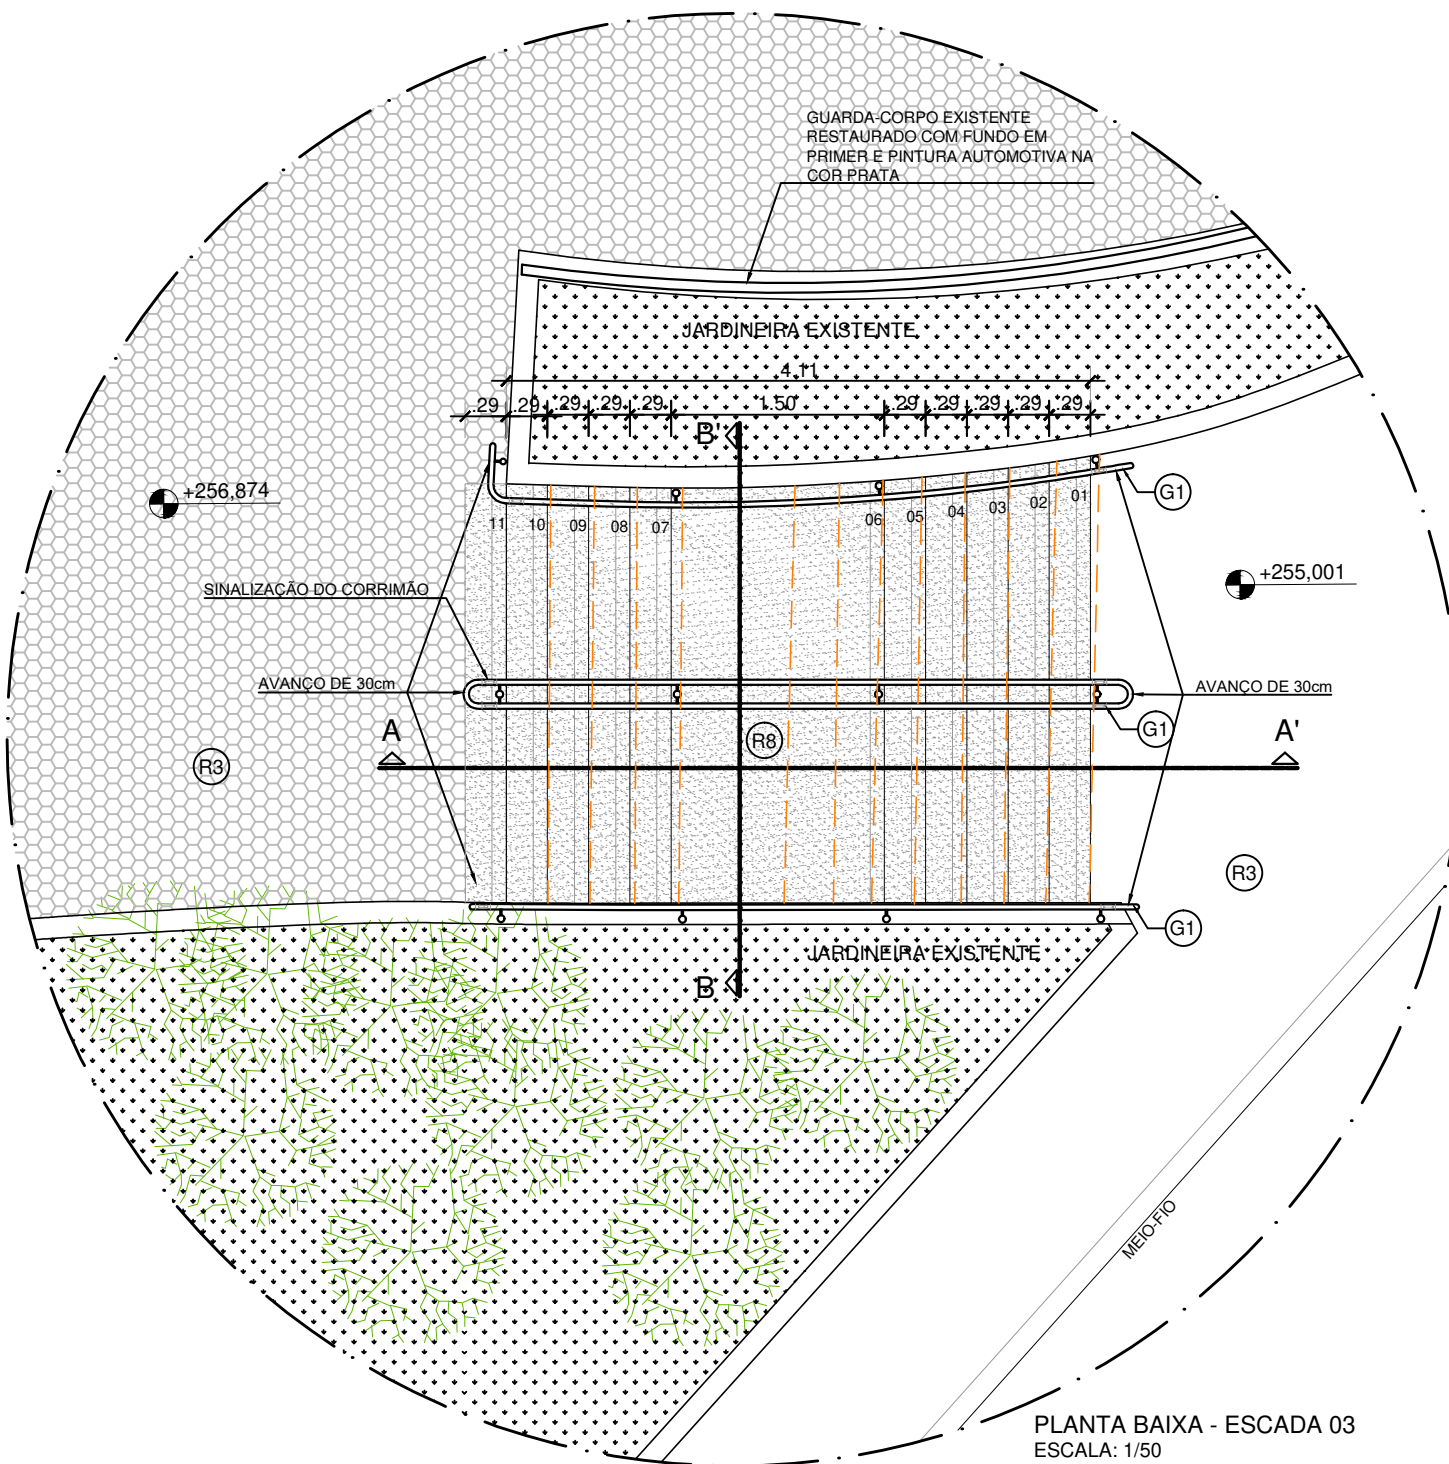 GUARDA-CORPO EXISTENTE
RESTAURADO COM FUNDO EM
PRIMER E PINTURA AUTOMOTIVA NA
COR PRATA
JARDINEIRA EXISTENTE
4.11
.29 .29 .29 .29 .29 1.50 .29 .29 .29 .29 .29
B'
+256,874
G1
11 10 09 08 07 06 05 04 03 02 01
+255,001
SINALIZAÇÃO DO CORRIMÃO
AVANÇO DE 30cm
AVANÇO DE 30cm
A
R8
G1
A'
R3
R3
G1
JARDINEIRA EXISTENTE
B
MEIO-FIO
PLANTA BAIXA - ESCADA 03
ESCALA: 1/50